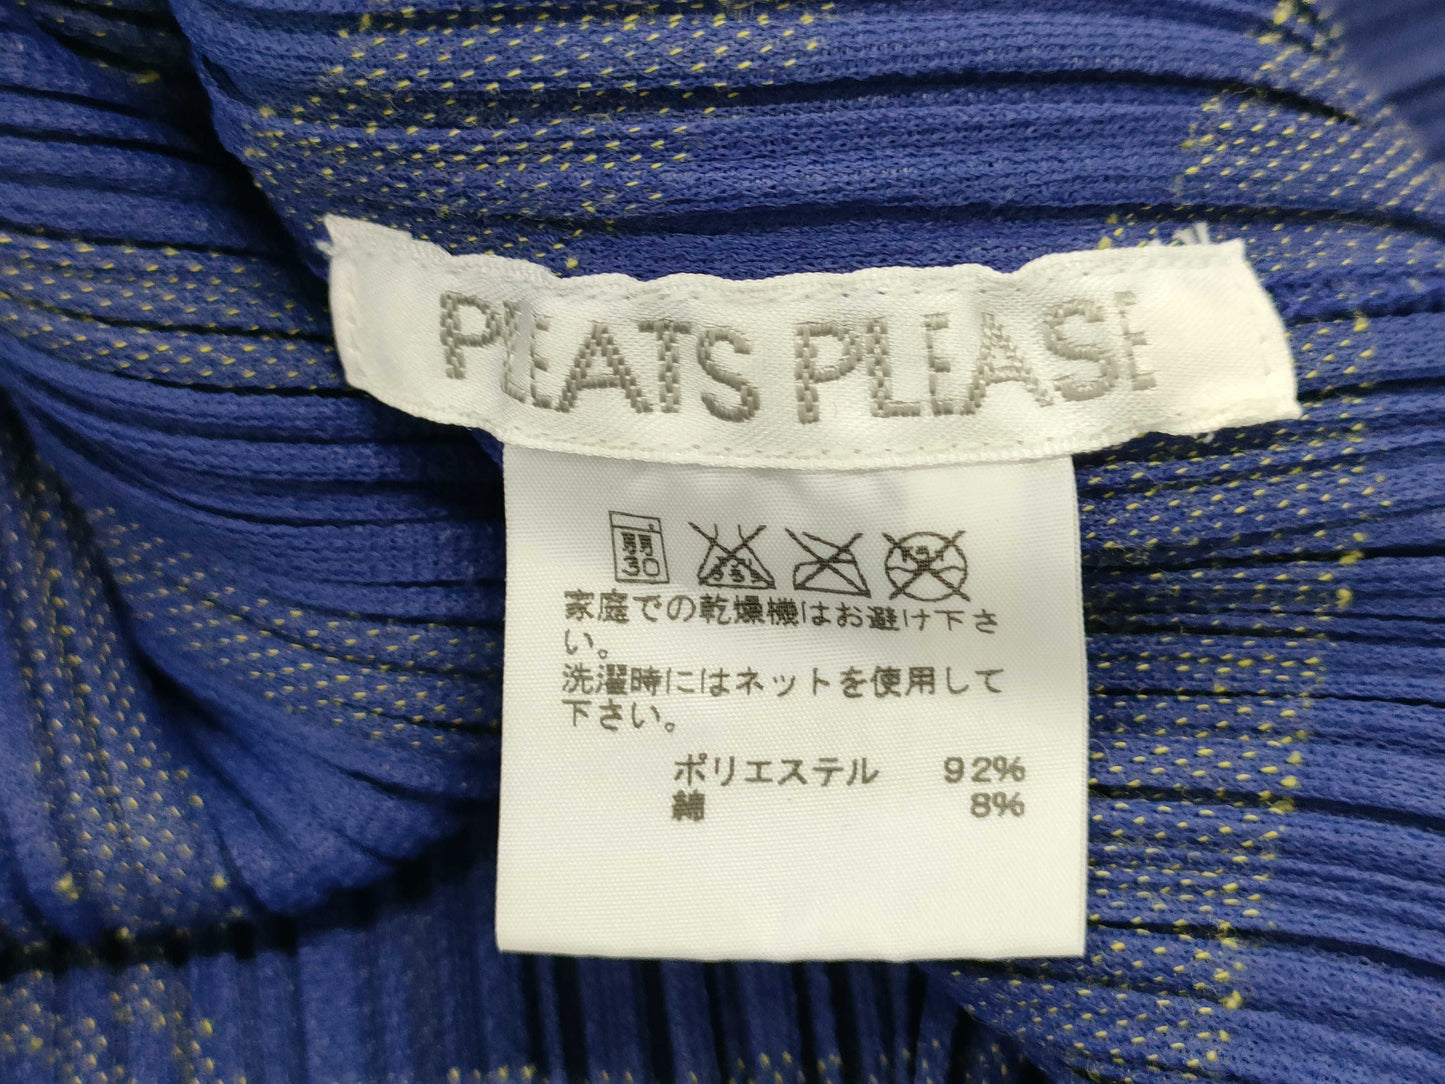 PLEATS PLEASE
弱
30
家庭での乾燥機はお避け下さ
い。
洗濯時にはネットを使用して
下さい。
ポリエステル 92%
綿 8%